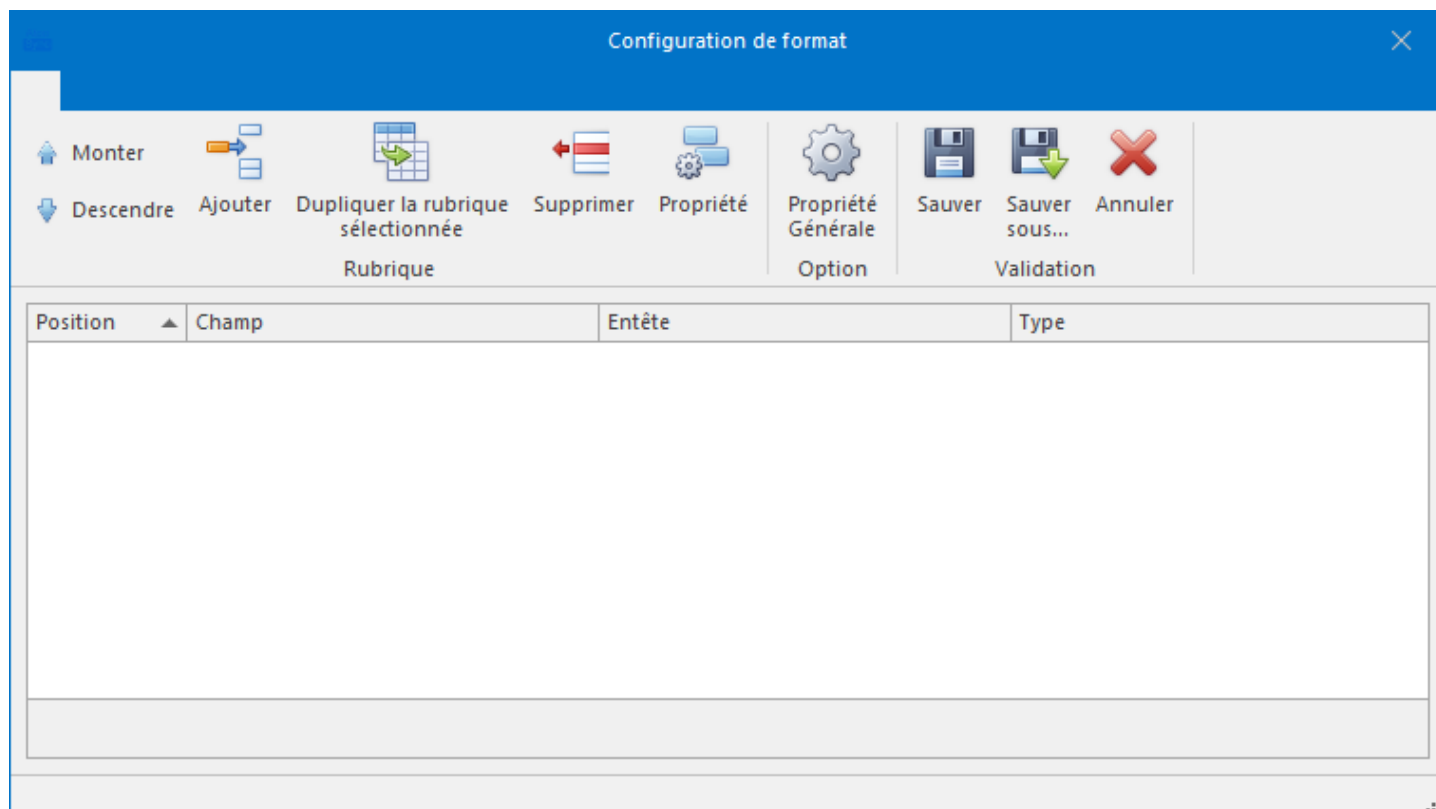 Configuration de format
Monter
Descendre
Ajouter
Dupliquer la rubrique
sélectionnée
Supprimer
Propriété
Rubrique
Propriété
Générale
Option
Sauver
Sauver
sous...
Annuler
Validation
Position
Champ
Entête
Type